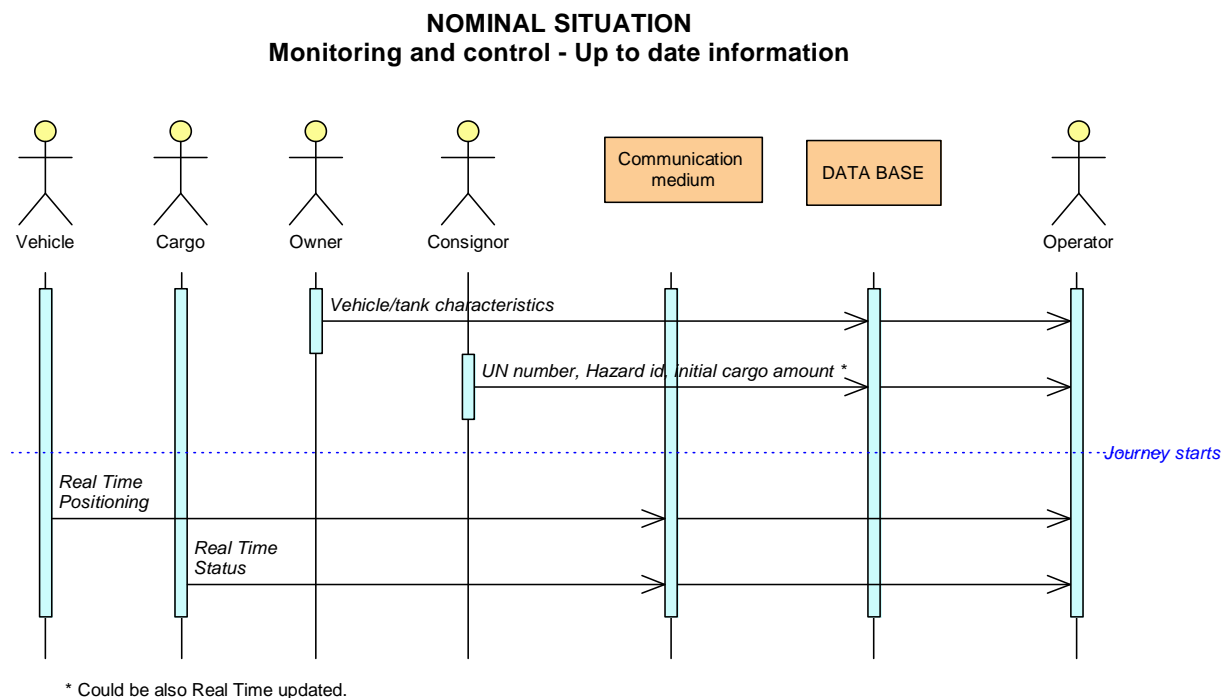 NOMINAL SITUATION
Monitoring and control - Up to date information
Communication
medium
DATA BASE
Vehicle
Cargo
Owner
Consignor
Operator
Vehicle/tank characteristics
UN number, Hazard id, initial cargo amount *
Journey starts
Real Time
Positioning
Real Time
Status
* Could be also Real Time updated.